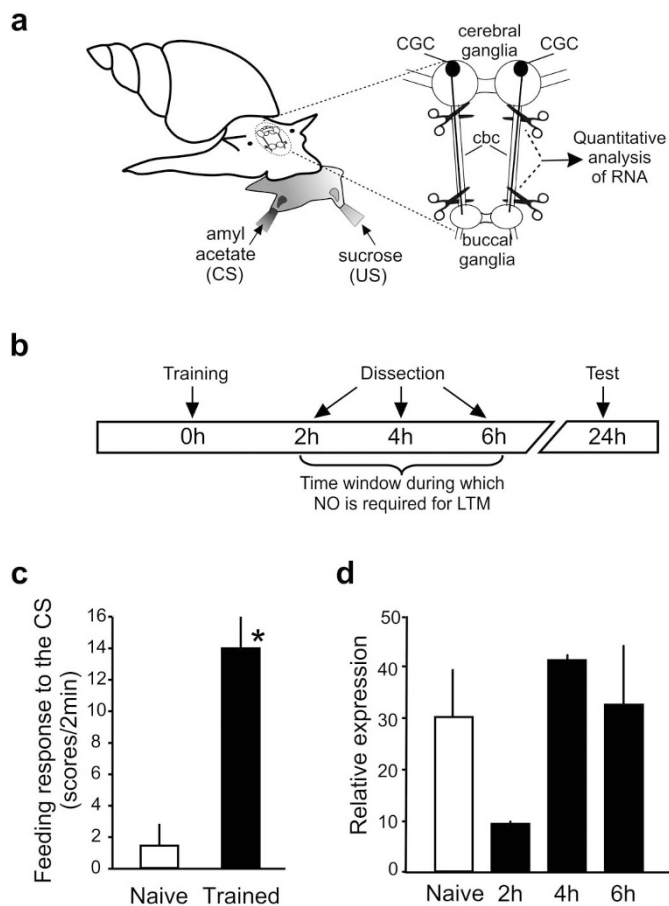 a
CGC
cerebral
ganglia
CGC
cbc
Quantitative
analysis
of RNA
amyl
acetate
(CS)
sucrose
(US)
buccal
ganglia
b
Training
Dissection
Test
0h
2h
4h
6h
24h
Time window during which
NO is required for LTM
c
Feeding response to the CS
(scores/2min)
16
14
12
10
8
6
4
2
0
*
Naive
Trained
d
Relative expression
50
40
30
20
10
0
Naive
2h
4h
6h